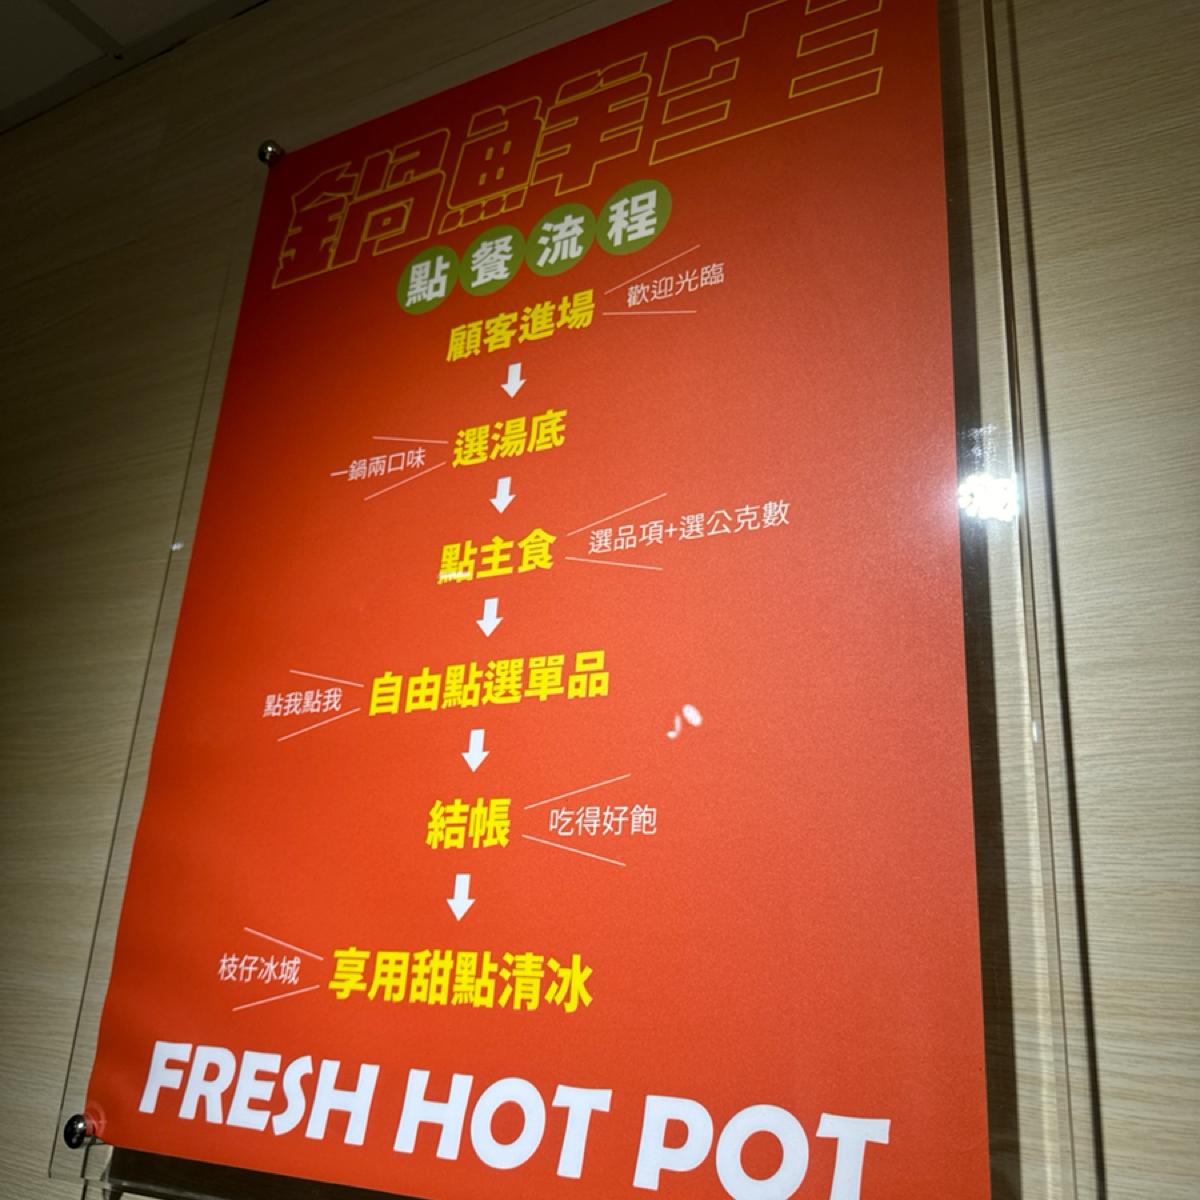 鍋鮮生
點餐流程
顧客進場
歡迎光臨
選湯底
一鍋兩口味
點主食
選品項+選公克數
自由點選單品
點我點我
結帳
吃得好飽
享用甜點清冰
枝仔冰城
FRESH HOT POT